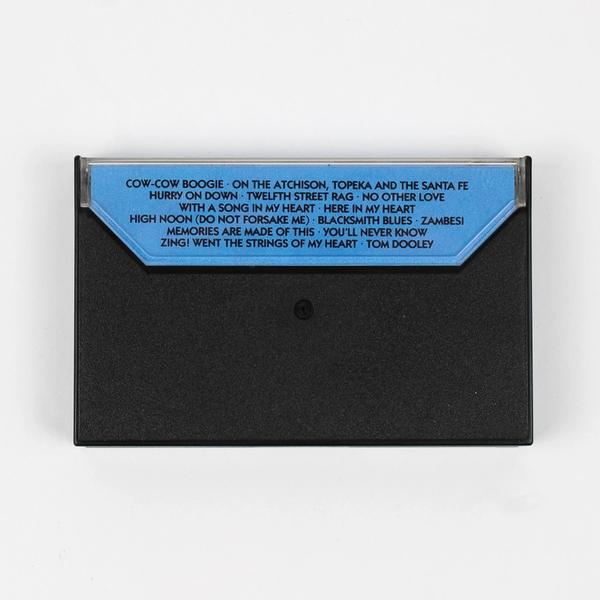 COW-COW BOOGIE · ON THE ATCHISON, TOPEKA AND THE SANTA FE
HURRY ON DOWN · TWELFTH STREET RAG · NO OTHER LOVE
WITH A SONG IN MY HEART · HERE IN MY HEART
HIGH NOON (DO NOT FORSAKE ME) · BLACKSMITH BLUES · ZAMBESI
MEMORIES ARE MADE OF THIS · YOU'LL NEVER KNOW
ZING! WENT THE STRINGS OF MY HEART · TOM DOOLEY